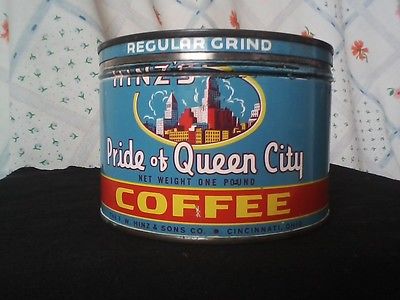 REGULAR GRIND
HINZ'S
Pride of Queen City
NET WEIGHT ONE POUND
COFFEE
W. HINZ & SONS CO. • CINCINNATI, OHIO